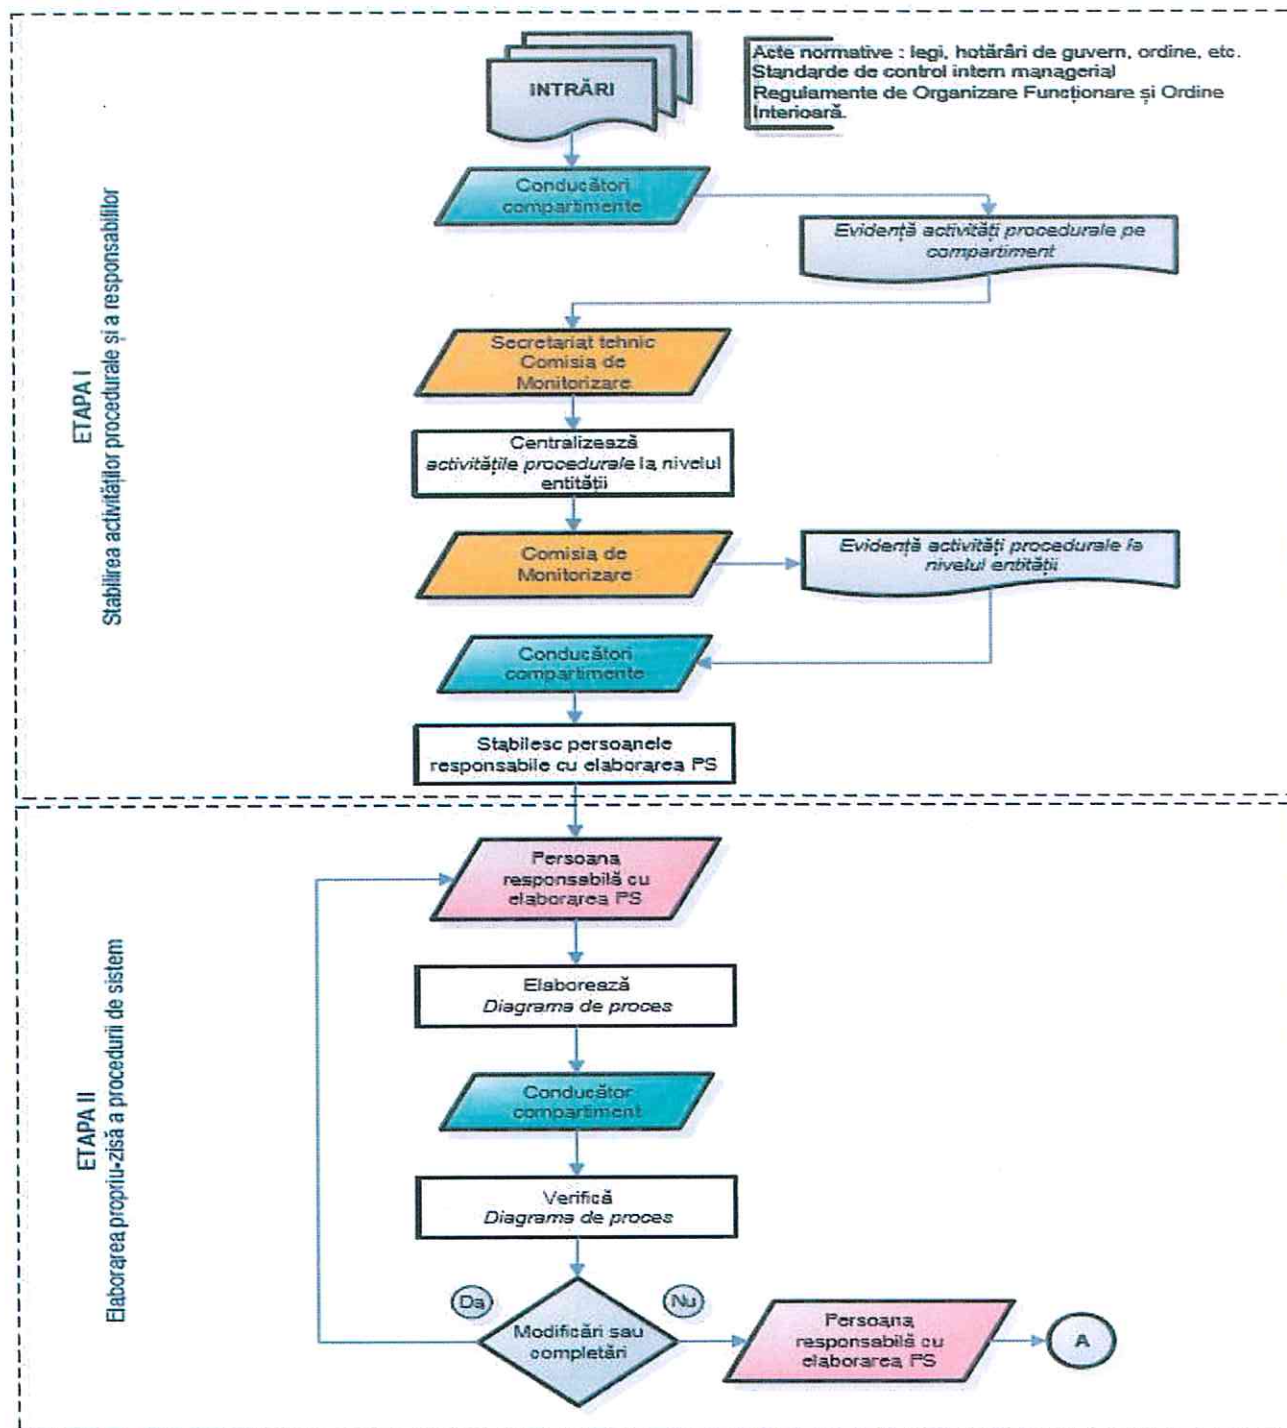 INTRĂRI
Acte normative : legi, hotărâri de guvern, ordine, etc.
Standarde de control intern managerial
Regulamente de Organizare Funcționare și Ordine
Interioară.
Conducători
compartimente
Evidență activități procedurale pe
compartiment
Secretariat tehnic
Comisia de
Monitorizare
Centralizează
activitățile procedurale la nivelul
entității
Comisia de
Monitorizare
Evidență activități procedurale la
nivelul entității
Conducători
compartimente
Stabilesc persoanele
responsabile cu elaborarea PS
ETAPA I
Stabilirea activităților procedurale și a responsabililor
Persoana
responsabilă cu
elaborarea PS
Elaborează
Diagrama de proces
Conducător
compartiment
Verifică
Diagrama de proces
Da
Nu
Modificări sau
completări
Persoana
responsabilă cu
elaborarea PS
A
ETAPA II
Elaborarea propriu-zisă a procedurii de sistem